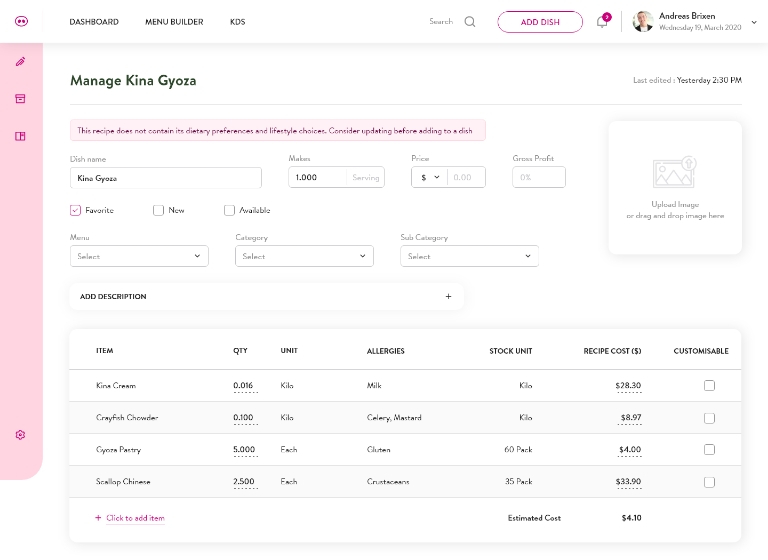 DASHBOARD MENU BUILDER KDS Search ADD DISH 2 Andreas Brixen
Wednesday 19, March 2020
Manage Kina Gyoza Last edited : Yesterday 2:30 PM
This recipe does not contain its dietary preferences and lifestyle choices. Consider updating before adding to a dish
Dish name Makes Price Gross Profit
Kina Gyoza 1.000 Serving $ 0.00 0%
Favorite New Available
Upload Image
or drag and drop image here
Menu Category Sub Category
Select Select Select
ADD DESCRIPTION +
ITEM QTY UNIT ALLERGIES STOCK UNIT RECIPE COST ($) CUSTOMISABLE
Kina Cream 0.016 Kilo Milk Kilo $28.30
Crayfish Chowder 0.100 Kilo Celery, Mastard Kilo $8.97
Gyoza Pastry 5.000 Each Gluten 60 Pack $4.00
Scallop Chinese 2.500 Each Crustaceans 35 Pack $33.90
+ Click to add item Estimated Cost $4.10